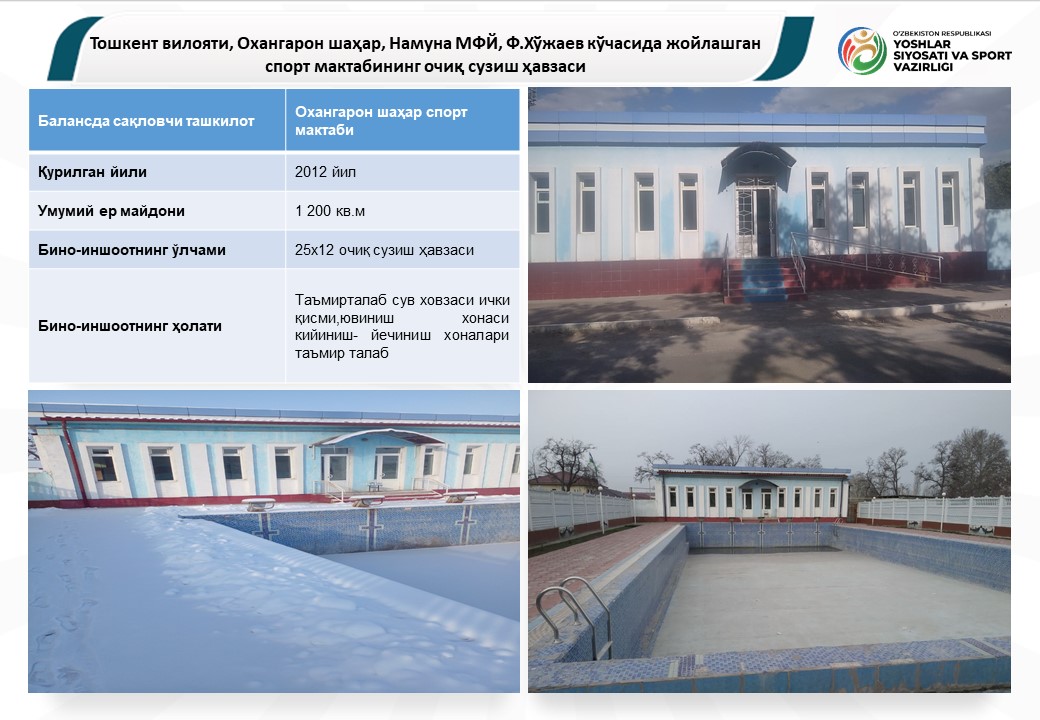 Тошкент вилояти, Охангарон шаҳар, Намуна МФЙ, Ф.Хўжаев кўчасида жойлашган
спорт мактабининг очиқ сузиш ҳавзаси
O'ZBEKISTON RESPUBLIKASI
YOSHLAR
SIYOSATI VA SPORT
VAZIRLIGI
Балансда сақловчи ташкилот
Охангарон шаҳар спорт
мактаби
Қурилган йили
2012 йил
Умумий ер майдони
1 200 кв.м
Бино-иншоотнинг ўлчами
25х12 очиқ сузиш ҳавзаси
Бино-иншоотнинг ҳолати
Таъмирталаб сув ховзаси ички
қисми,ювиниш хонаси
кийиниш- йечиниш хоналари
таъмир талаб